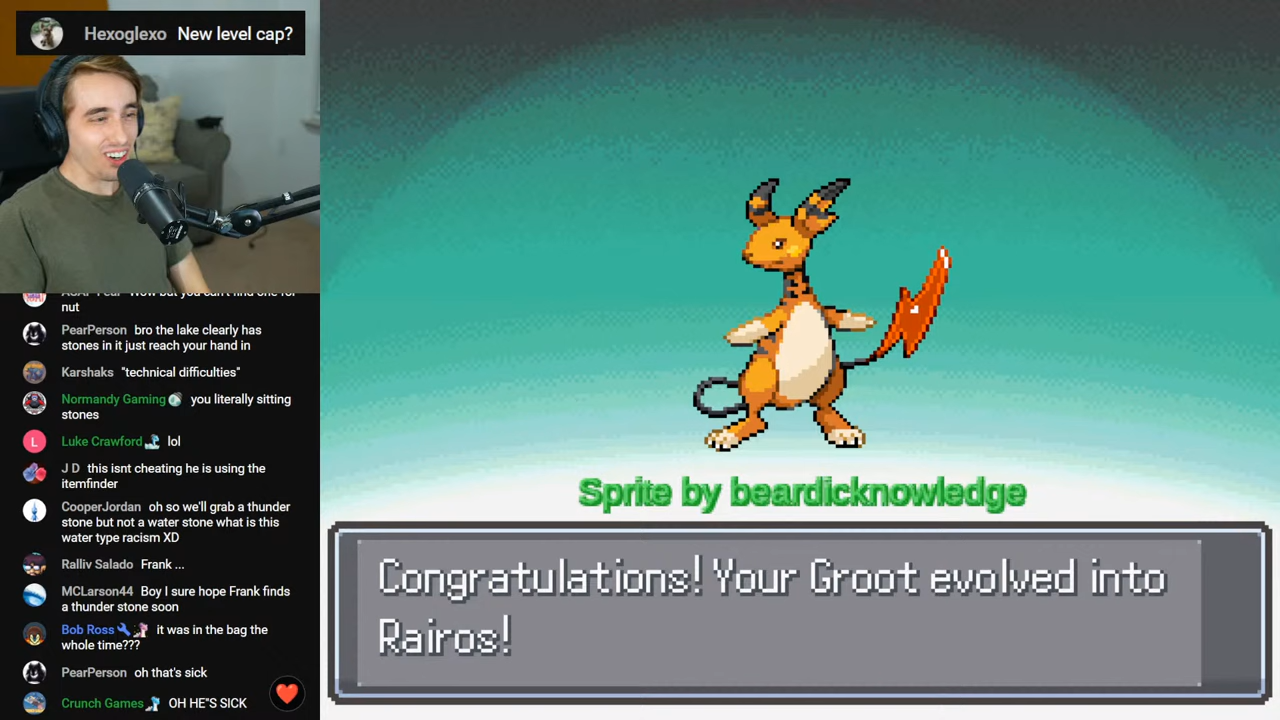 Hexoglexo New level cap?
nut
PearPerson bro the lake clearly has
stones in it just reach your hand in
Karshaks "technical difficulties"
Normandy Gaming you literally sitting
stones
L
Luke Crawford lol
J D this isnt cheating he is using the
itemfinder
CooperJordan oh so we'll grab a thunder
stone but not a water stone what is this
water type racism XD
Ralliv Salado Frank ...
MCLarson44 Boy I sure hope Frank finds
a thunder stone soon
Bob Ross it was in the bag the
whole time???
PearPerson oh that's sick
Crunch Games OH HE"S SICK
Sprite by beardicknowledge
Congratulations! Your Groot evolved into
Rairos!